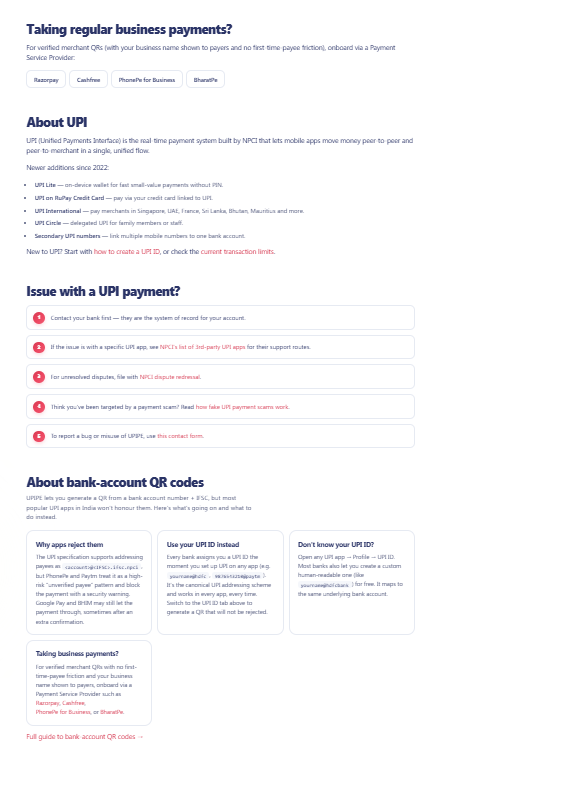 Taking regular business payments?
For verified merchant QRs (with your business name shown to payers and no first-time-payee friction), onboard via a Payment
Service Provider:
Razorpay
Cashfree
PhonePe for Business
BharatPe
About UPI
UPI (Unified Payments Interface) is the real-time payment system built by NPCI that lets mobile apps move money peer-to-peer and
peer-to-merchant in a single, unified flow.
Newer additions since 2022:
• UPI Lite — on-device wallet for fast small-value payments without PIN.
• UPI on RuPay Credit Card — pay via your credit card linked to UPI.
• UPI International — pay merchants in Singapore, UAE, France, Sri Lanka, Bhutan, Mauritius and more.
• UPI Circle — delegated UPI for family members or staff.
• Secondary UPI numbers — link multiple mobile numbers to one bank account.
New to UPI? Start with how to create a UPI ID, or check the current transaction limits.
Issue with a UPI payment?
1 Contact your bank first — they are the system of record for your account.
2 If the issue is with a specific UPI app, see NPCI's list of 3rd-party UPI apps for their support routes.
3 For unresolved disputes, file with NPCI dispute redressal.
4 Think you've been targeted by a payment scam? Read how fake UPI payment scams work.
5 To report a bug or misuse of UPIPE, use this contact form.
About bank-account QR codes
UPIPE lets you generate a QR from a bank account number + IFSC, but most
popular UPI apps in India won't honour them. Here's what's going on and what to
do instead.
Why apps reject them
The UPI specification supports addressing
payees as <account>@<IFSC>.ifsc.npci ,
but PhonePe and Paytm treat it as a high-
risk "unverified payee" pattern and block
the payment with a security warning.
Google Pay and BHIM may still let the
payment through, sometimes after an
extra confirmation.
Use your UPI ID instead
Every bank assigns you a UPI ID the
moment you set up UPI on any app (e.g.
yourname@hdfc ,
It's the canonical UPI addressing scheme
and works in every app, every time.
Switch to the UPI ID tab above to
generate a QR that will not be rejected.
Don't know your UPI ID?
Open any UPI app → Profile → UPI ID.
Most banks also let you create a custom
human-readable one (like
yourname@hdfcbank ) for free. It maps to
the same underlying bank account.
Taking business payments?
For verified merchant QRs with no first-
time-payee friction and your business
name shown to payers, onboard via a
Payment Service Provider such as
Razorpay, Cashfree,
PhonePe for Business, or BharatPe.
Full guide to bank-account QR codes →